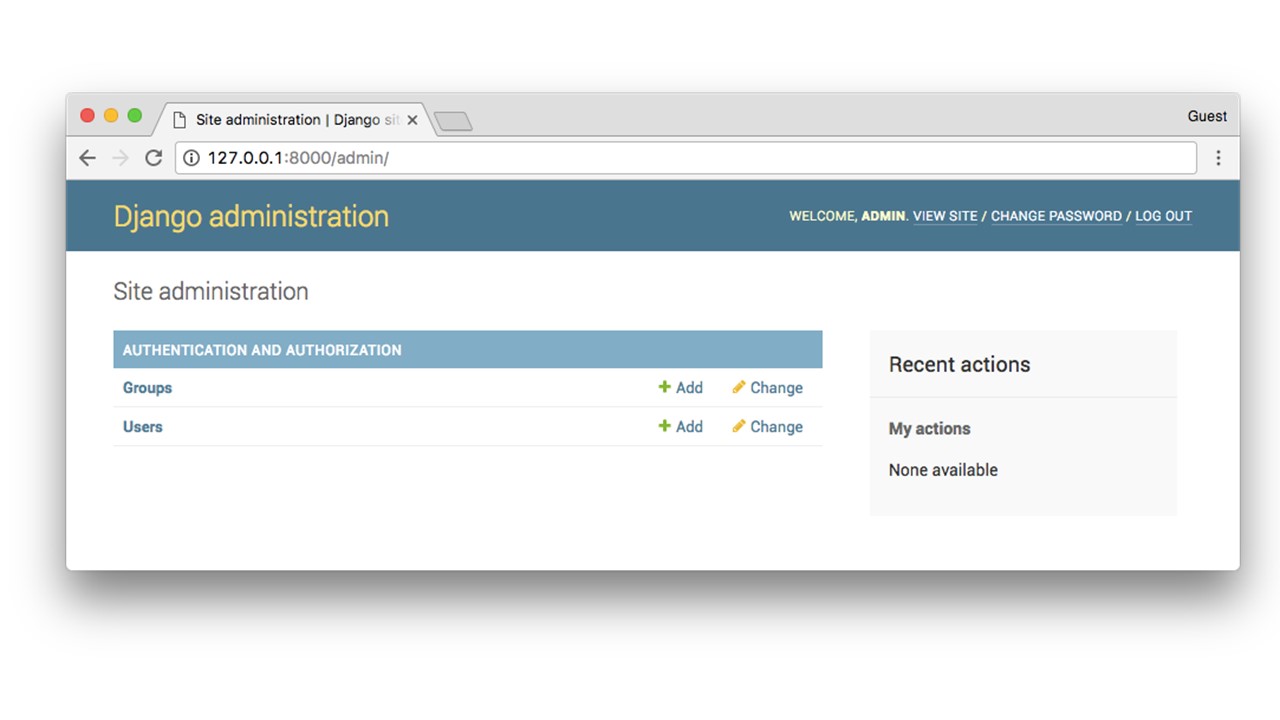 Site administration | Django sit
Guest
127.0.0.1:8000/admin/
Django administration
WELCOME, ADMIN. VIEW SITE / CHANGE PASSWORD / LOG OUT
Site administration
AUTHENTICATION AND AUTHORIZATION
Groups Add Change
Users Add Change
Recent actions
My actions
None available